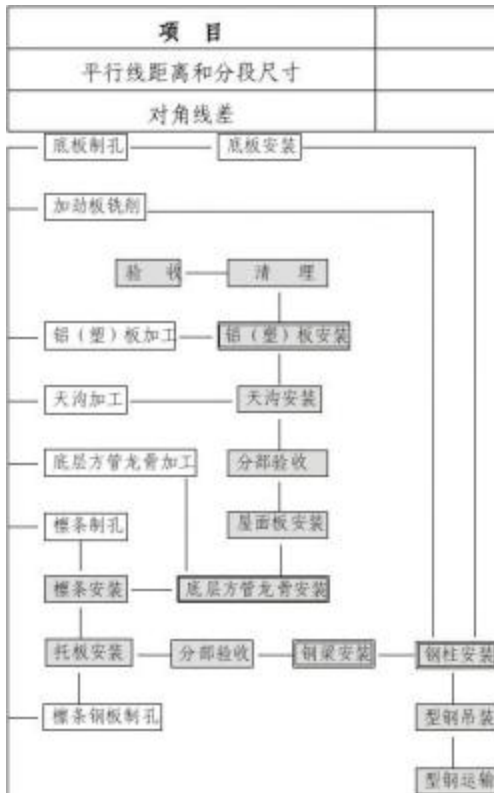 项 目
平行线距离和分段尺寸
对角线差
底板制孔
底板安装
加劲板铣削
验 收
清 理
铝（塑）板加工
铝（塑）板安装
天沟加工
天沟安装
底层方管龙骨加工
分部验收
檩条制孔
屋面板安装
檩条安装
底层方管龙骨安装
托板安装
分部验收
钢梁安装
钢柱安装
檩条钢板制孔
型钢吊装
型钢运输